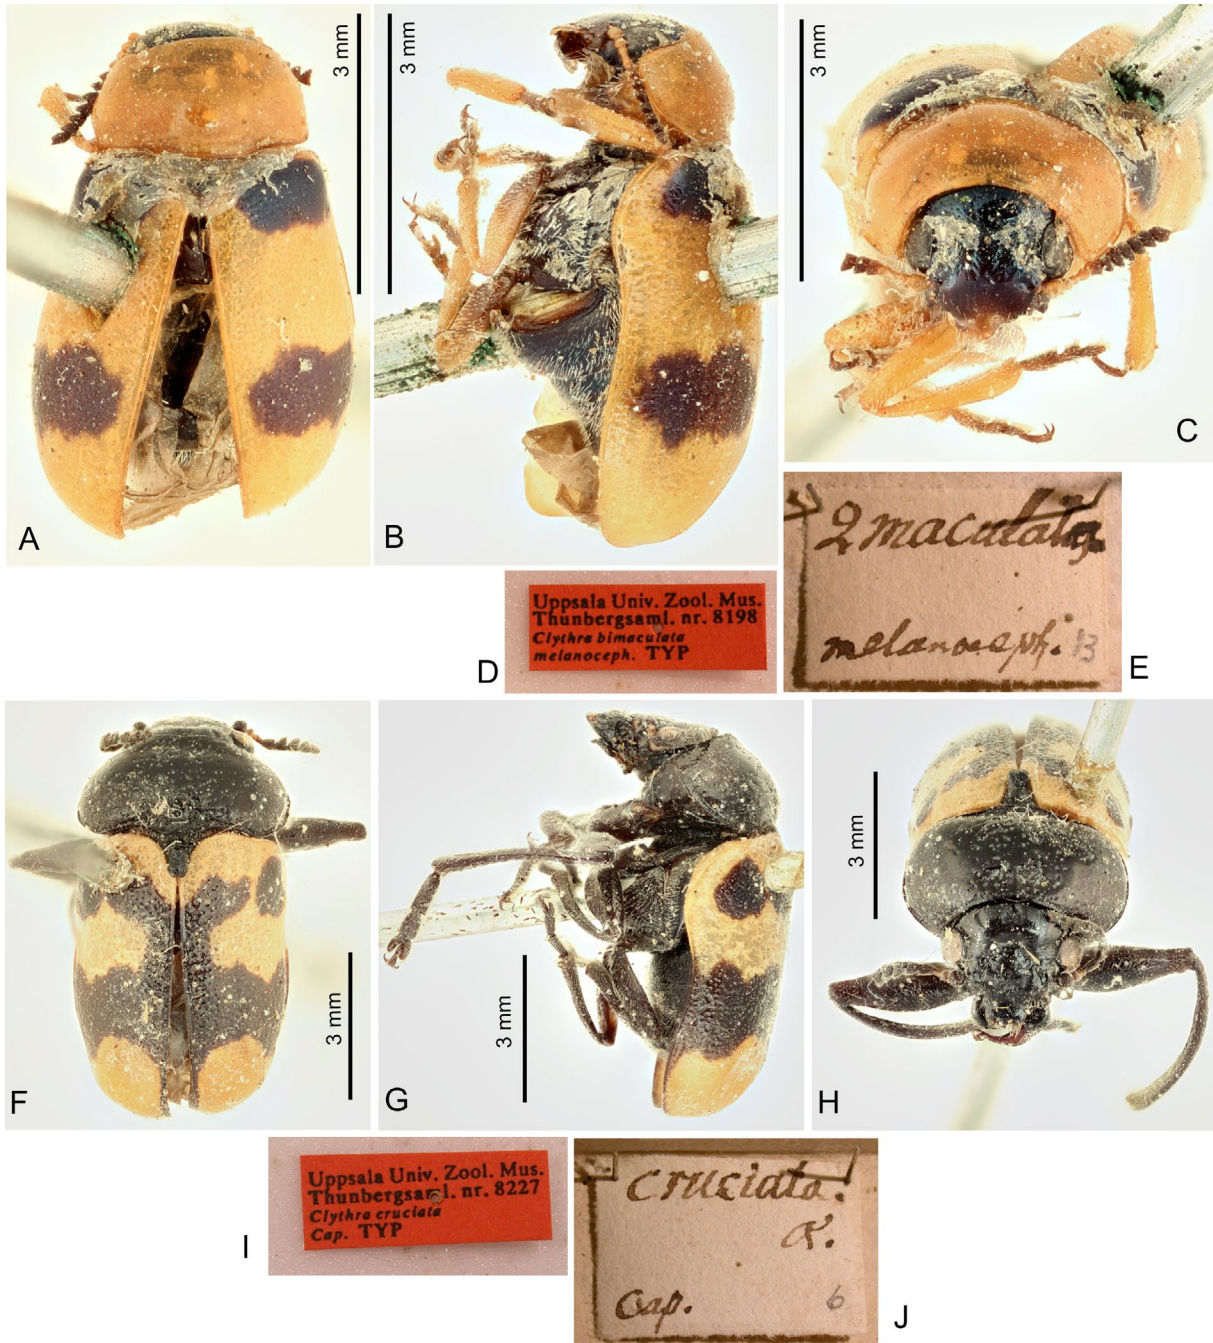 3 mm
A
3 mm
B
3 mm
C
Uppsala Univ. Zool. Mus.
Thunbergsaml. nr. 8198
Clythra bimaculata
melanoceph. TYP
D
2 maculata
melanoceph. 13
E
F
3 mm
G
3 mm
H
3 mm
I
Uppsala Univ. Zool. Mus.
Thunbergsaml. nr. 8227
Clythra cruciata
Cap. TYP
cruciata.
α.
Cap. 6
J